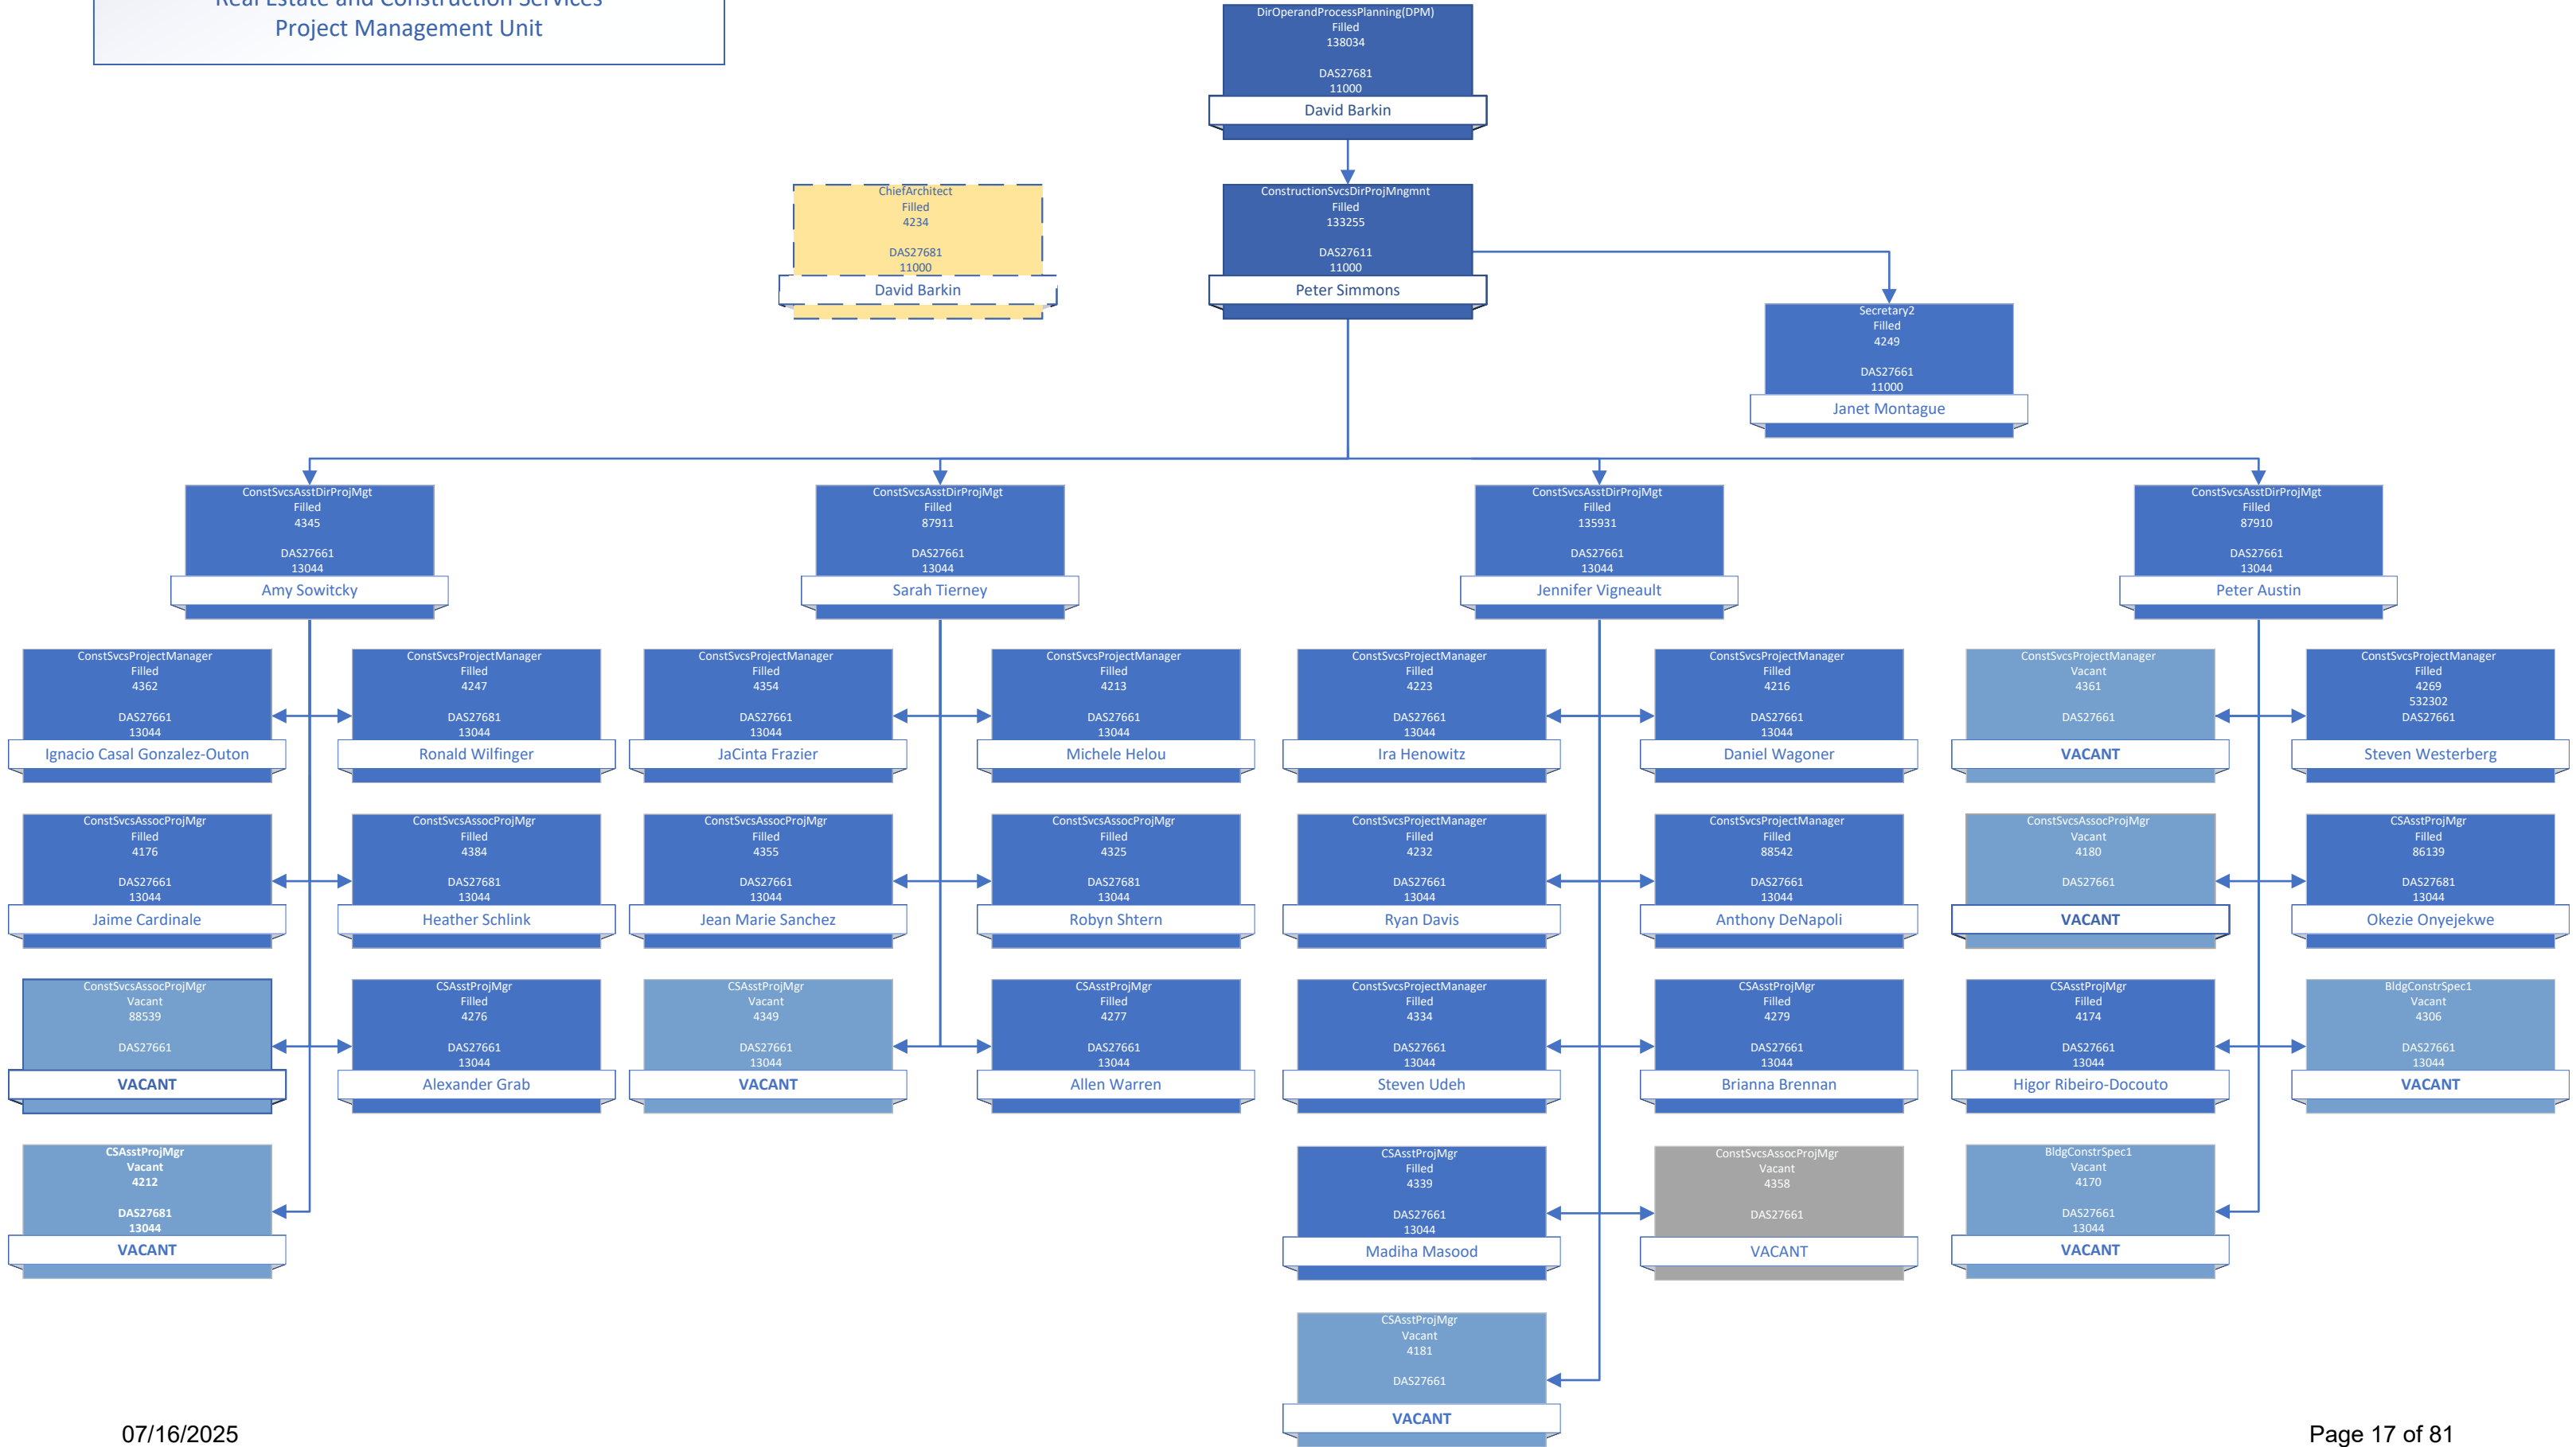 Real Estate and Construction Services
Project Management Unit
DirOperandProcessPlanning(DPM)
Filled
138034
DAS27681
11000
David Barkin
ChiefArchitect
Filled
4234
DAS27681
11000
David Barkin
ConstructionSvcsDirProjMngmnt
Filled
133255
DAS27611
11000
Peter Simmons
Secretary2
Filled
4249
DAS27661
11000
Janet Montague
ConstSvcsAsstDirProjMgt
Filled
4345
DAS27661
13044
Amy Sowitcky
ConstSvcsAsstDirProjMgt
Filled
87911
DAS27661
13044
Sarah Tierney
ConstSvcsAsstDirProjMgt
Filled
135931
DAS27661
13044
Jennifer Vigneault
ConstSvcsAsstDirProjMgt
Filled
87910
DAS27661
13044
Peter Austin
ConstSvcsProjectManager
Filled
4362
DAS27661
13044
Ignacio Casal Gonzalez-Outon
ConstSvcsProjectManager
Filled
4247
DAS27681
13044
Ronald Wilfinger
ConstSvcsProjectManager
Filled
4354
DAS27661
13044
JaCinta Frazier
ConstSvcsProjectManager
Filled
4213
DAS27661
13044
Michele Helou
ConstSvcsProjectManager
Filled
4223
DAS27661
13044
Ira Henowitz
ConstSvcsProjectManager
Filled
4216
DAS27661
13044
Daniel Wagoner
ConstSvcsProjectManager
Vacant
4361
DAS27661
VACANT
ConstSvcsProjectManager
Filled
4269
532302
DAS27661
Steven Westerberg
ConstSvcsAssocProjMgr
Filled
4176
DAS27661
13044
Jaime Cardinale
ConstSvcsAssocProjMgr
Filled
4384
DAS27681
13044
Heather Schlink
ConstSvcsAssocProjMgr
Filled
4355
DAS27661
13044
Jean Marie Sanchez
ConstSvcsAssocProjMgr
Filled
4325
DAS27681
13044
Robyn Shtern
ConstSvcsProjectManager
Filled
4232
DAS27661
13044
Ryan Davis
ConstSvcsProjectManager
Filled
88542
DAS27661
13044
Anthony DeNapoli
ConstSvcsAssocProjMgr
Vacant
4180
DAS27661
VACANT
CSAsstProjMgr
Filled
86139
DAS27681
13044
Okezie Onyejekwe
ConstSvcsAssocProjMgr
Vacant
88539
DAS27661
VACANT
CSAsstProjMgr
Filled
4276
DAS27661
13044
Alexander Grab
CSAsstProjMgr
Vacant
4349
DAS27661
13044
VACANT
CSAsstProjMgr
Filled
4277
DAS27661
13044
Allen Warren
ConstSvcsProjectManager
Filled
4334
DAS27661
13044
Steven Udeh
CSAsstProjMgr
Filled
4279
DAS27661
13044
Brianna Brennan
CSAsstProjMgr
Filled
4174
DAS27661
13044
Higor Ribeiro-Docouto
BldgConstrSpec1
Vacant
4306
DAS27661
13044
VACANT
CSAsstProjMgr
Vacant
4212
DAS27681
13044
VACANT
CSAsstProjMgr
Filled
4339
DAS27661
13044
Madiha Masood
ConstSvcsAssocProjMgr
Vacant
4358
DAS27661
VACANT
BldgConstrSpec1
Vacant
4170
DAS27661
13044
VACANT
CSAsstProjMgr
Vacant
4181
DAS27661
VACANT
07/16/2025
Page 17 of 81